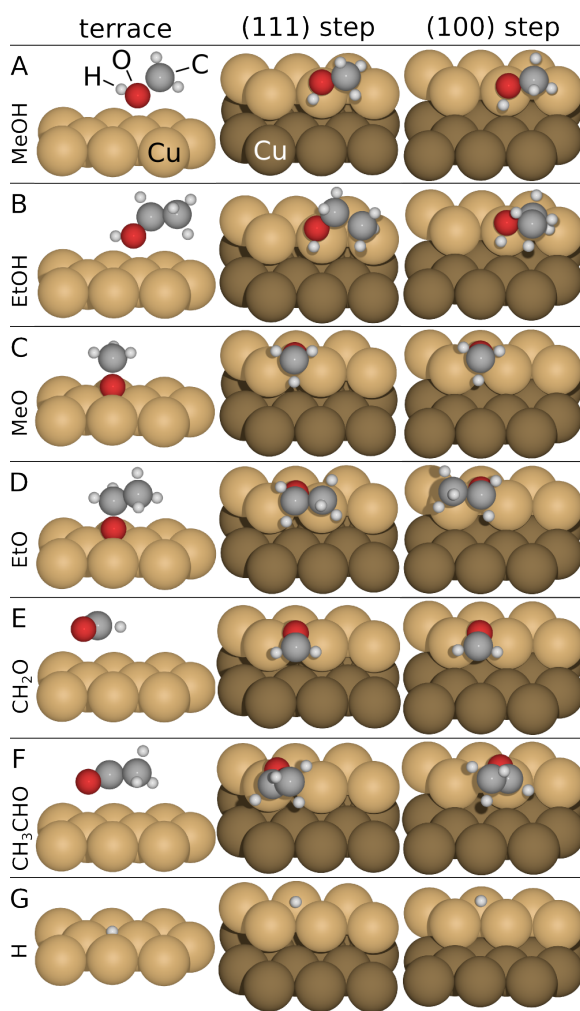 terrace (111) step (100) step
A
MeOH
H O C
Cu Cu
B
EtOH
C
MeO
D
EtO
E
CH₂O
F
CH₃CHO
G
H